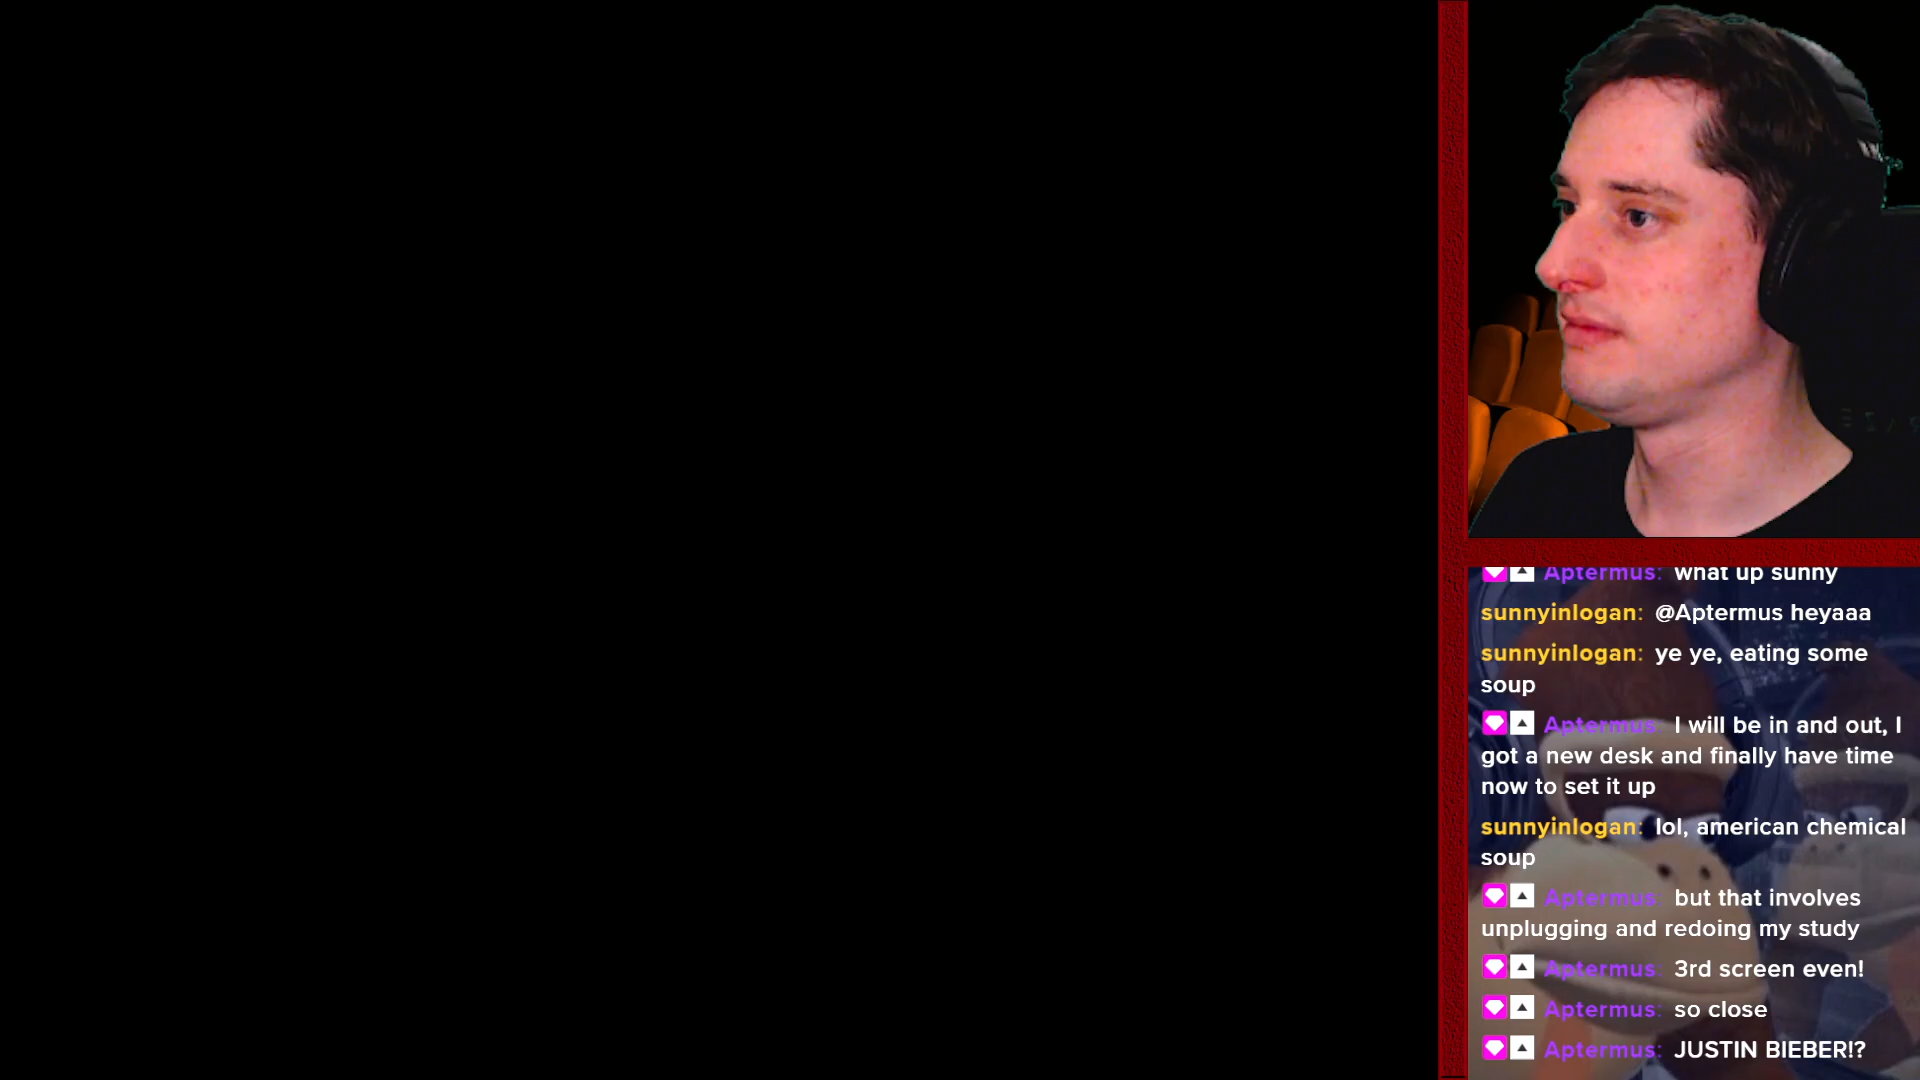 Aptermus: what up sunny
sunnyinlogan: @Aptermus heyaaa
sunnyinlogan: ye ye, eating some
soup
Aptermus: I will be in and out, I
got a new desk and finally have time
now to set it up
sunnyinlogan: lol, american chemical
soup
Aptermus: but that involves
unplugging and redoing my study
Aptermus: 3rd screen even!
Aptermus: so close
Aptermus: JUSTIN BIEBER!?